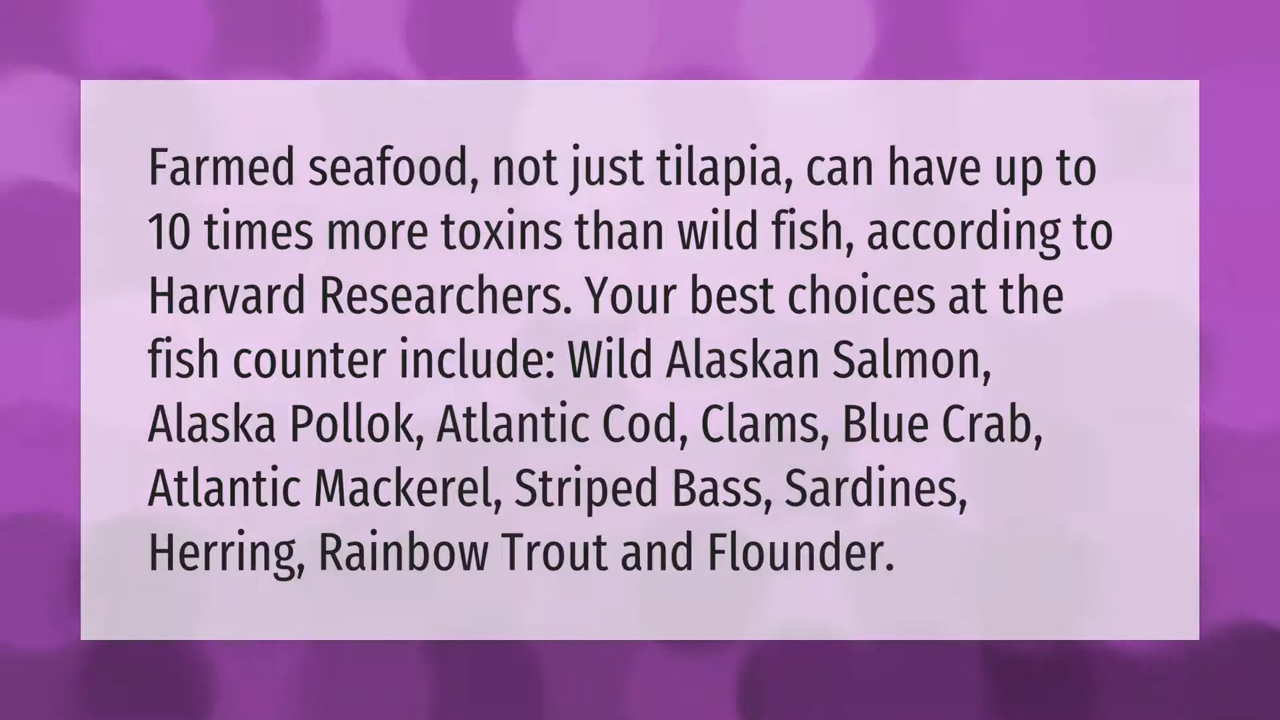 Farmed seafood, not just tilapia, can have up to
10 times more toxins than wild fish, according to
Harvard Researchers. Your best choices at the
fish counter include: Wild Alaskan Salmon,
Alaska Pollok, Atlantic Cod, Clams, Blue Crab,
Atlantic Mackerel, Striped Bass, Sardines,
Herring, Rainbow Trout and Flounder.